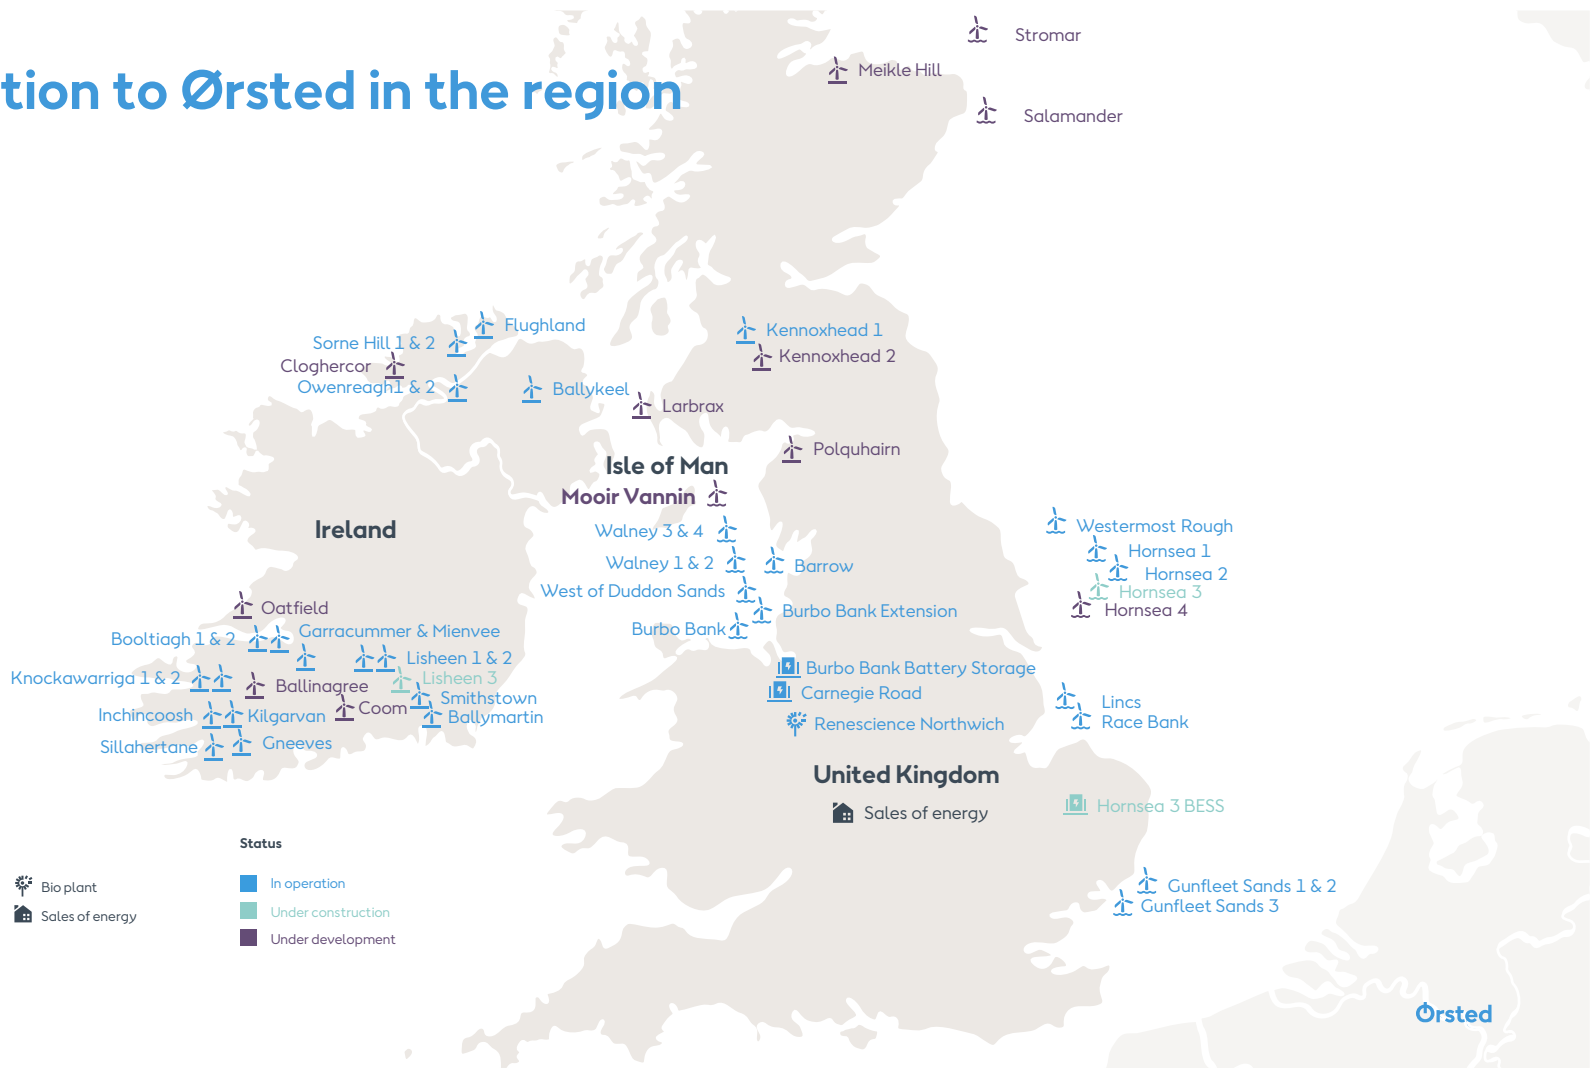 tion to Ørsted in the region
Stromar
Meikle Hill
Salamander
Flughland
Sorne Hill 1 & 2
Cloghercor
Owenreagh1 & 2
Ballykeel
Kennoxhead 1
Kennoxhead 2
Larbrax
Polquhairn
Isle of Man
Mooir Vannin
Ireland
Walney 3 & 4
Walney 1 & 2
Barrow
West of Duddon Sands
Burbo Bank Extension
Burbo Bank
Westermost Rough
Hornsea 1
Hornsea 2
Hornsea 3
Hornsea 4
Oatfield
Booltiagh 1 & 2
Garracummer & Mienvee
Lisheen 1 & 2
Lisheen 3
Knockawarriga 1 & 2
Ballinagree
Smithstown
Coom
Ballymartin
Inchincoosh
Kilgarvan
Sillahertane
Gneeves
Burbo Bank Battery Storage
Carnegie Road
Renescience Northwich
Lincs
Race Bank
United Kingdom
Sales of energy
Hornsea 3 BESS
Gunfleet Sands 1 & 2
Gunfleet Sands 3
Status
Bio plant
Sales of energy
In operation
Under construction
Under development
Ørsted